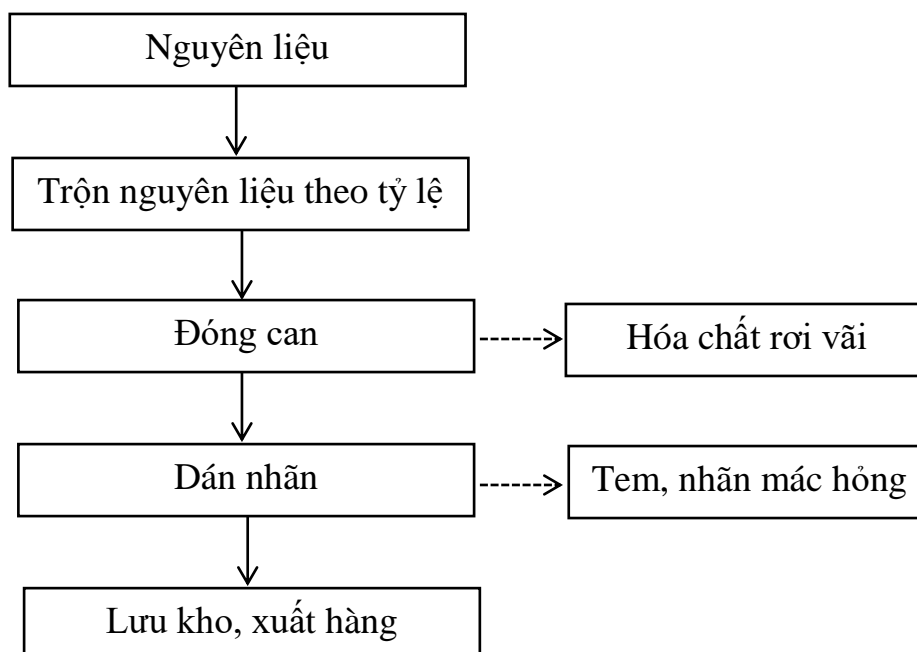 Nguyên liệu
Trộn nguyên liệu theo tỷ lệ
Đóng can
Hóa chất rơi vãi
Dán nhãn
Tem, nhãn mác hỏng
Lưu kho, xuất hàng